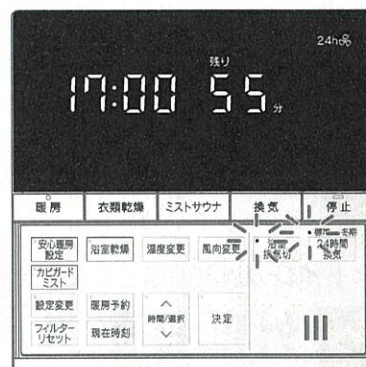 24h
残り
17:00 55分
暖房 衣類乾燥 ミストサウナ 換気 停止
安心暖房設定 浴室乾燥 温度変更 風向変更 浴室換気切 標準 冬期 24時間換気
カビガードミスト
設定変更 暖房予約 時間/選択 決定
フィルターリセット 現在時刻